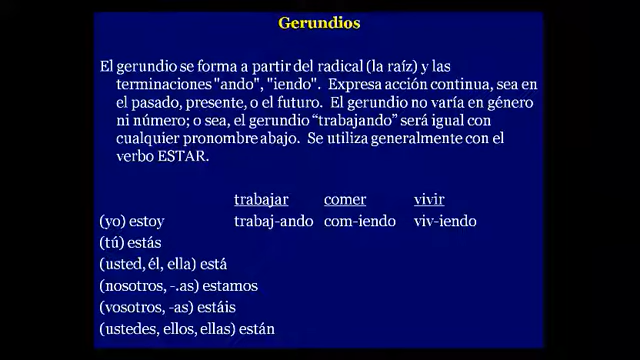 Gerundios
El gerundio se forma a partir del radical (la raíz) y las
terminaciones "ando", "iendo". Expresa acción continua, sea en
el pasado, presente, o el futuro. El gerundio no varía en género
ni número; o sea, el gerundio “trabajando” será igual con
cualquier pronombre abajo. Se utiliza generalmente con el
verbo ESTAR.
trabajar comer vivir
(yo) estoy trabaj-ando com-iendo viv-iendo
(tú) estás
(usted, él, ella) está
(nosotros, -.as) estamos
(vosotros, -as) estáis
(ustedes, ellos, ellas) están